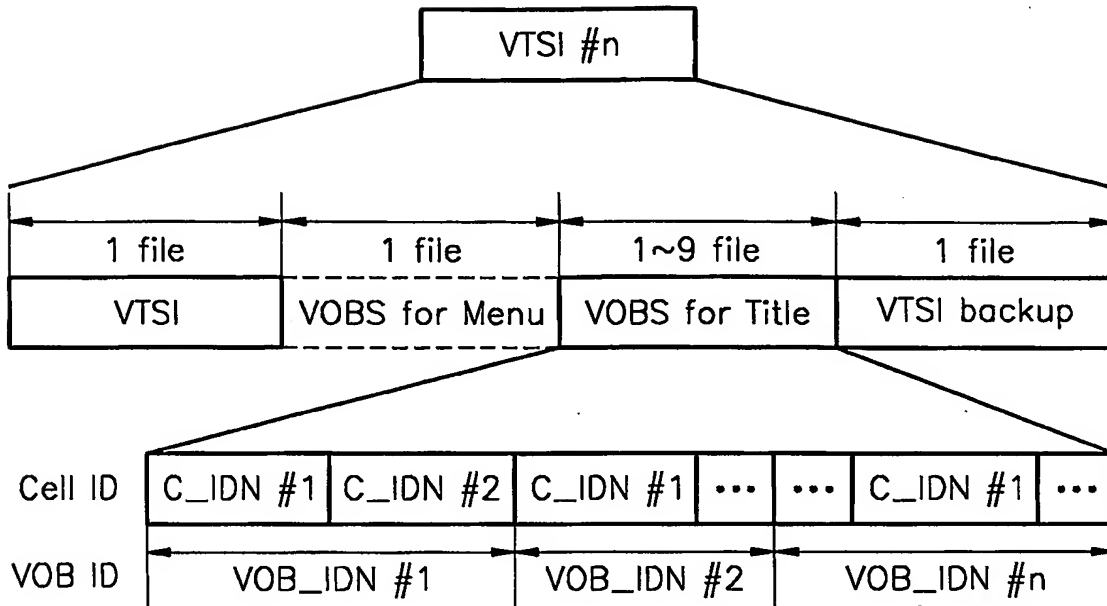 VTSI #n
1 file 1 file 1~9 file 1 file
VTSI VOBS for Menu VOBS for Title VTSI backup
Cell ID C_IDN #1 C_IDN #2 C_IDN #1 ••• ••• C_IDN #1 •••
VOB ID VOB_IDN #1 VOB_IDN #2 VOB_IDN #n